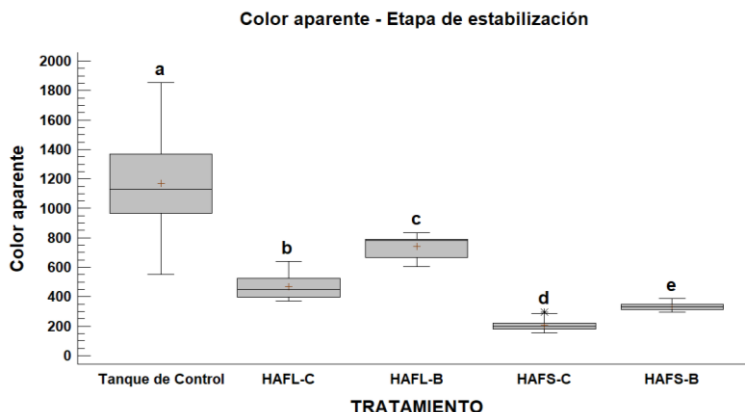 Color aparente - Etapa de estabilización
Color aparente
2000
1800
1600
1400
1200
1000
800
600
400
200
0
a
b
c
d
e
Tanque de Control HAFL-C HAFL-B HAFS-C HAFS-B
TRATAMIENTO